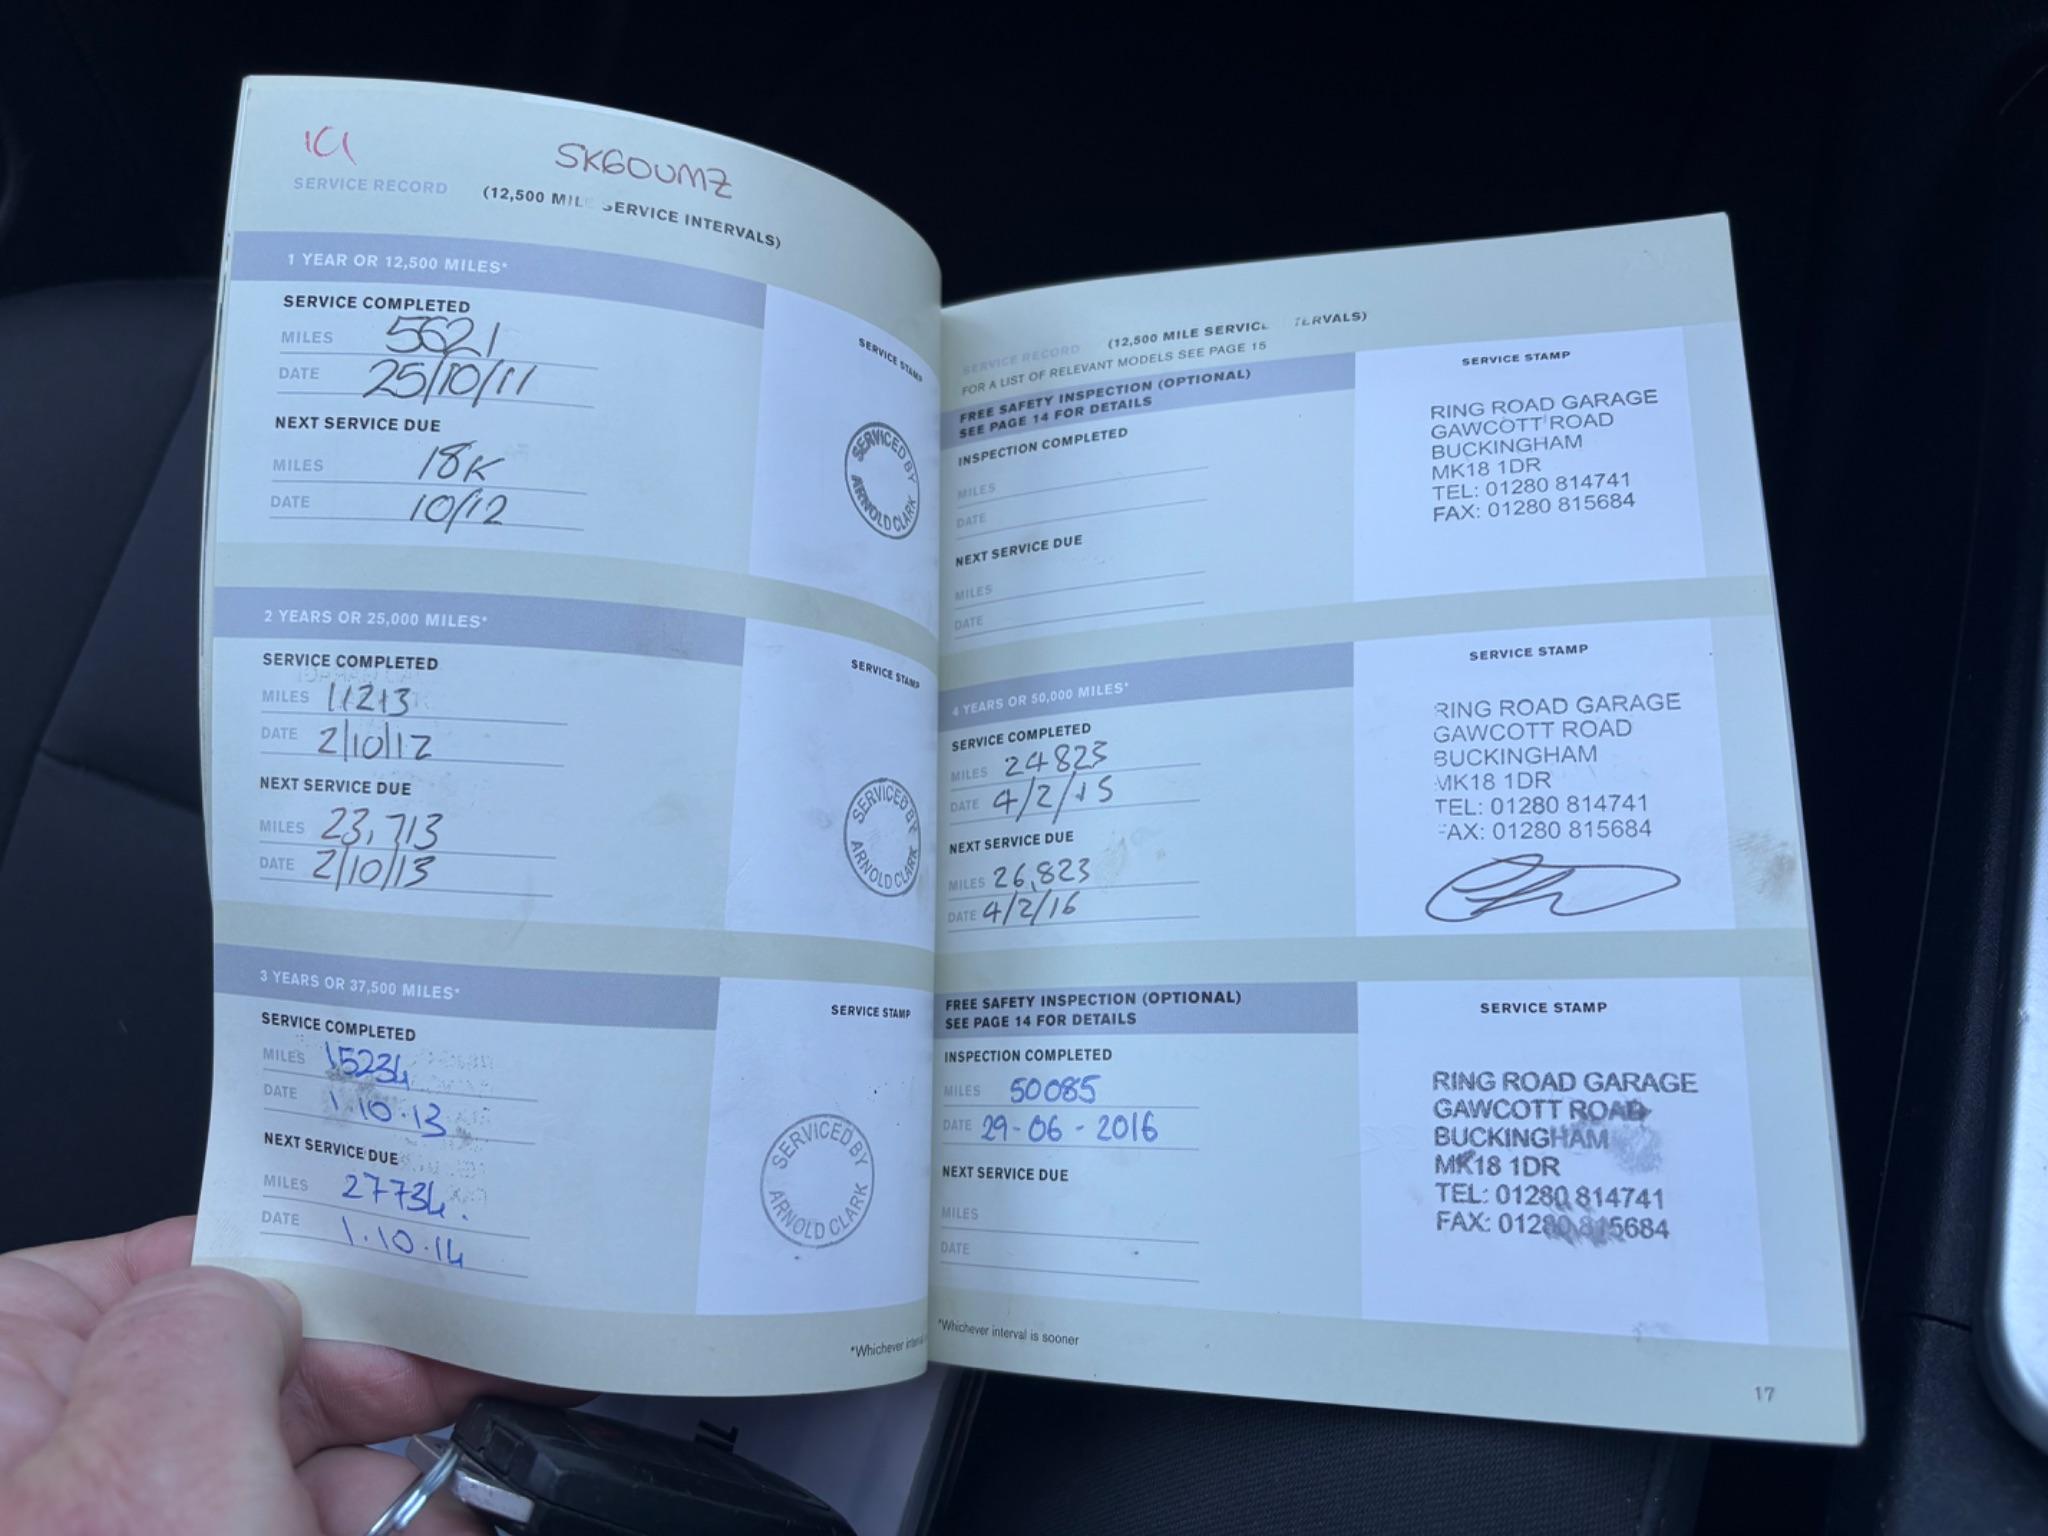 ICI
SK60UMZ
SERVICE RECORD (12,500 MILE SERVICE INTERVALS)
1 YEAR OR 12,500 MILES*
SERVICE COMPLETED
MILES 5621
DATE 25/10/11
NEXT SERVICE DUE
MILES 18K
DATE 10/12
SERVICE STAMP
SERVICED BY
ARNOLD CLARK
2 YEARS OR 25,000 MILES*
SERVICE COMPLETED
MILES 11213
DATE 2/10/12
NEXT SERVICE DUE
MILES 23,713
DATE 2/10/13
SERVICE STAMP
SERVICED BY
ARNOLD CLARK
3 YEARS OR 37,500 MILES*
SERVICE COMPLETED
MILES 15234
DATE 1.10.13
NEXT SERVICE DUE
MILES 27734.
DATE 1.10.14
SERVICE STAMP
SERVICED BY
ARNOLD CLARK
*Whichever
SERVICE RECORD (12,500 MILE SERVICE INTERVALS)
FOR A LIST OF RELEVANT MODELS SEE PAGE 15
FREE SAFETY INSPECTION (OPTIONAL)
SEE PAGE 14 FOR DETAILS
INSPECTION COMPLETED
MILES
DATE
NEXT SERVICE DUE
MILES
DATE
SERVICE STAMP
RING ROAD GARAGE
GAWCOTT ROAD
BUCKINGHAM
MK18 1DR
TEL: 01280 814741
FAX: 01280 815684
4 YEARS OR 50,000 MILES*
SERVICE COMPLETED
MILES 24823
DATE 4/2/15
NEXT SERVICE DUE
MILES 26,823
DATE 4/2/16
SERVICE STAMP
RING ROAD GARAGE
GAWCOTT ROAD
BUCKINGHAM
MK18 1DR
TEL: 01280 814741
FAX: 01280 815684
FREE SAFETY INSPECTION (OPTIONAL)
SEE PAGE 14 FOR DETAILS
INSPECTION COMPLETED
MILES 50085
DATE 29-06-2016
NEXT SERVICE DUE
MILES
DATE
SERVICE STAMP
RING ROAD GARAGE
GAWCOTT ROAD
BUCKINGHAM
MK18 1DR
TEL: 01280 814741
FAX: 01280 815684
*Whichever interval is sooner
17